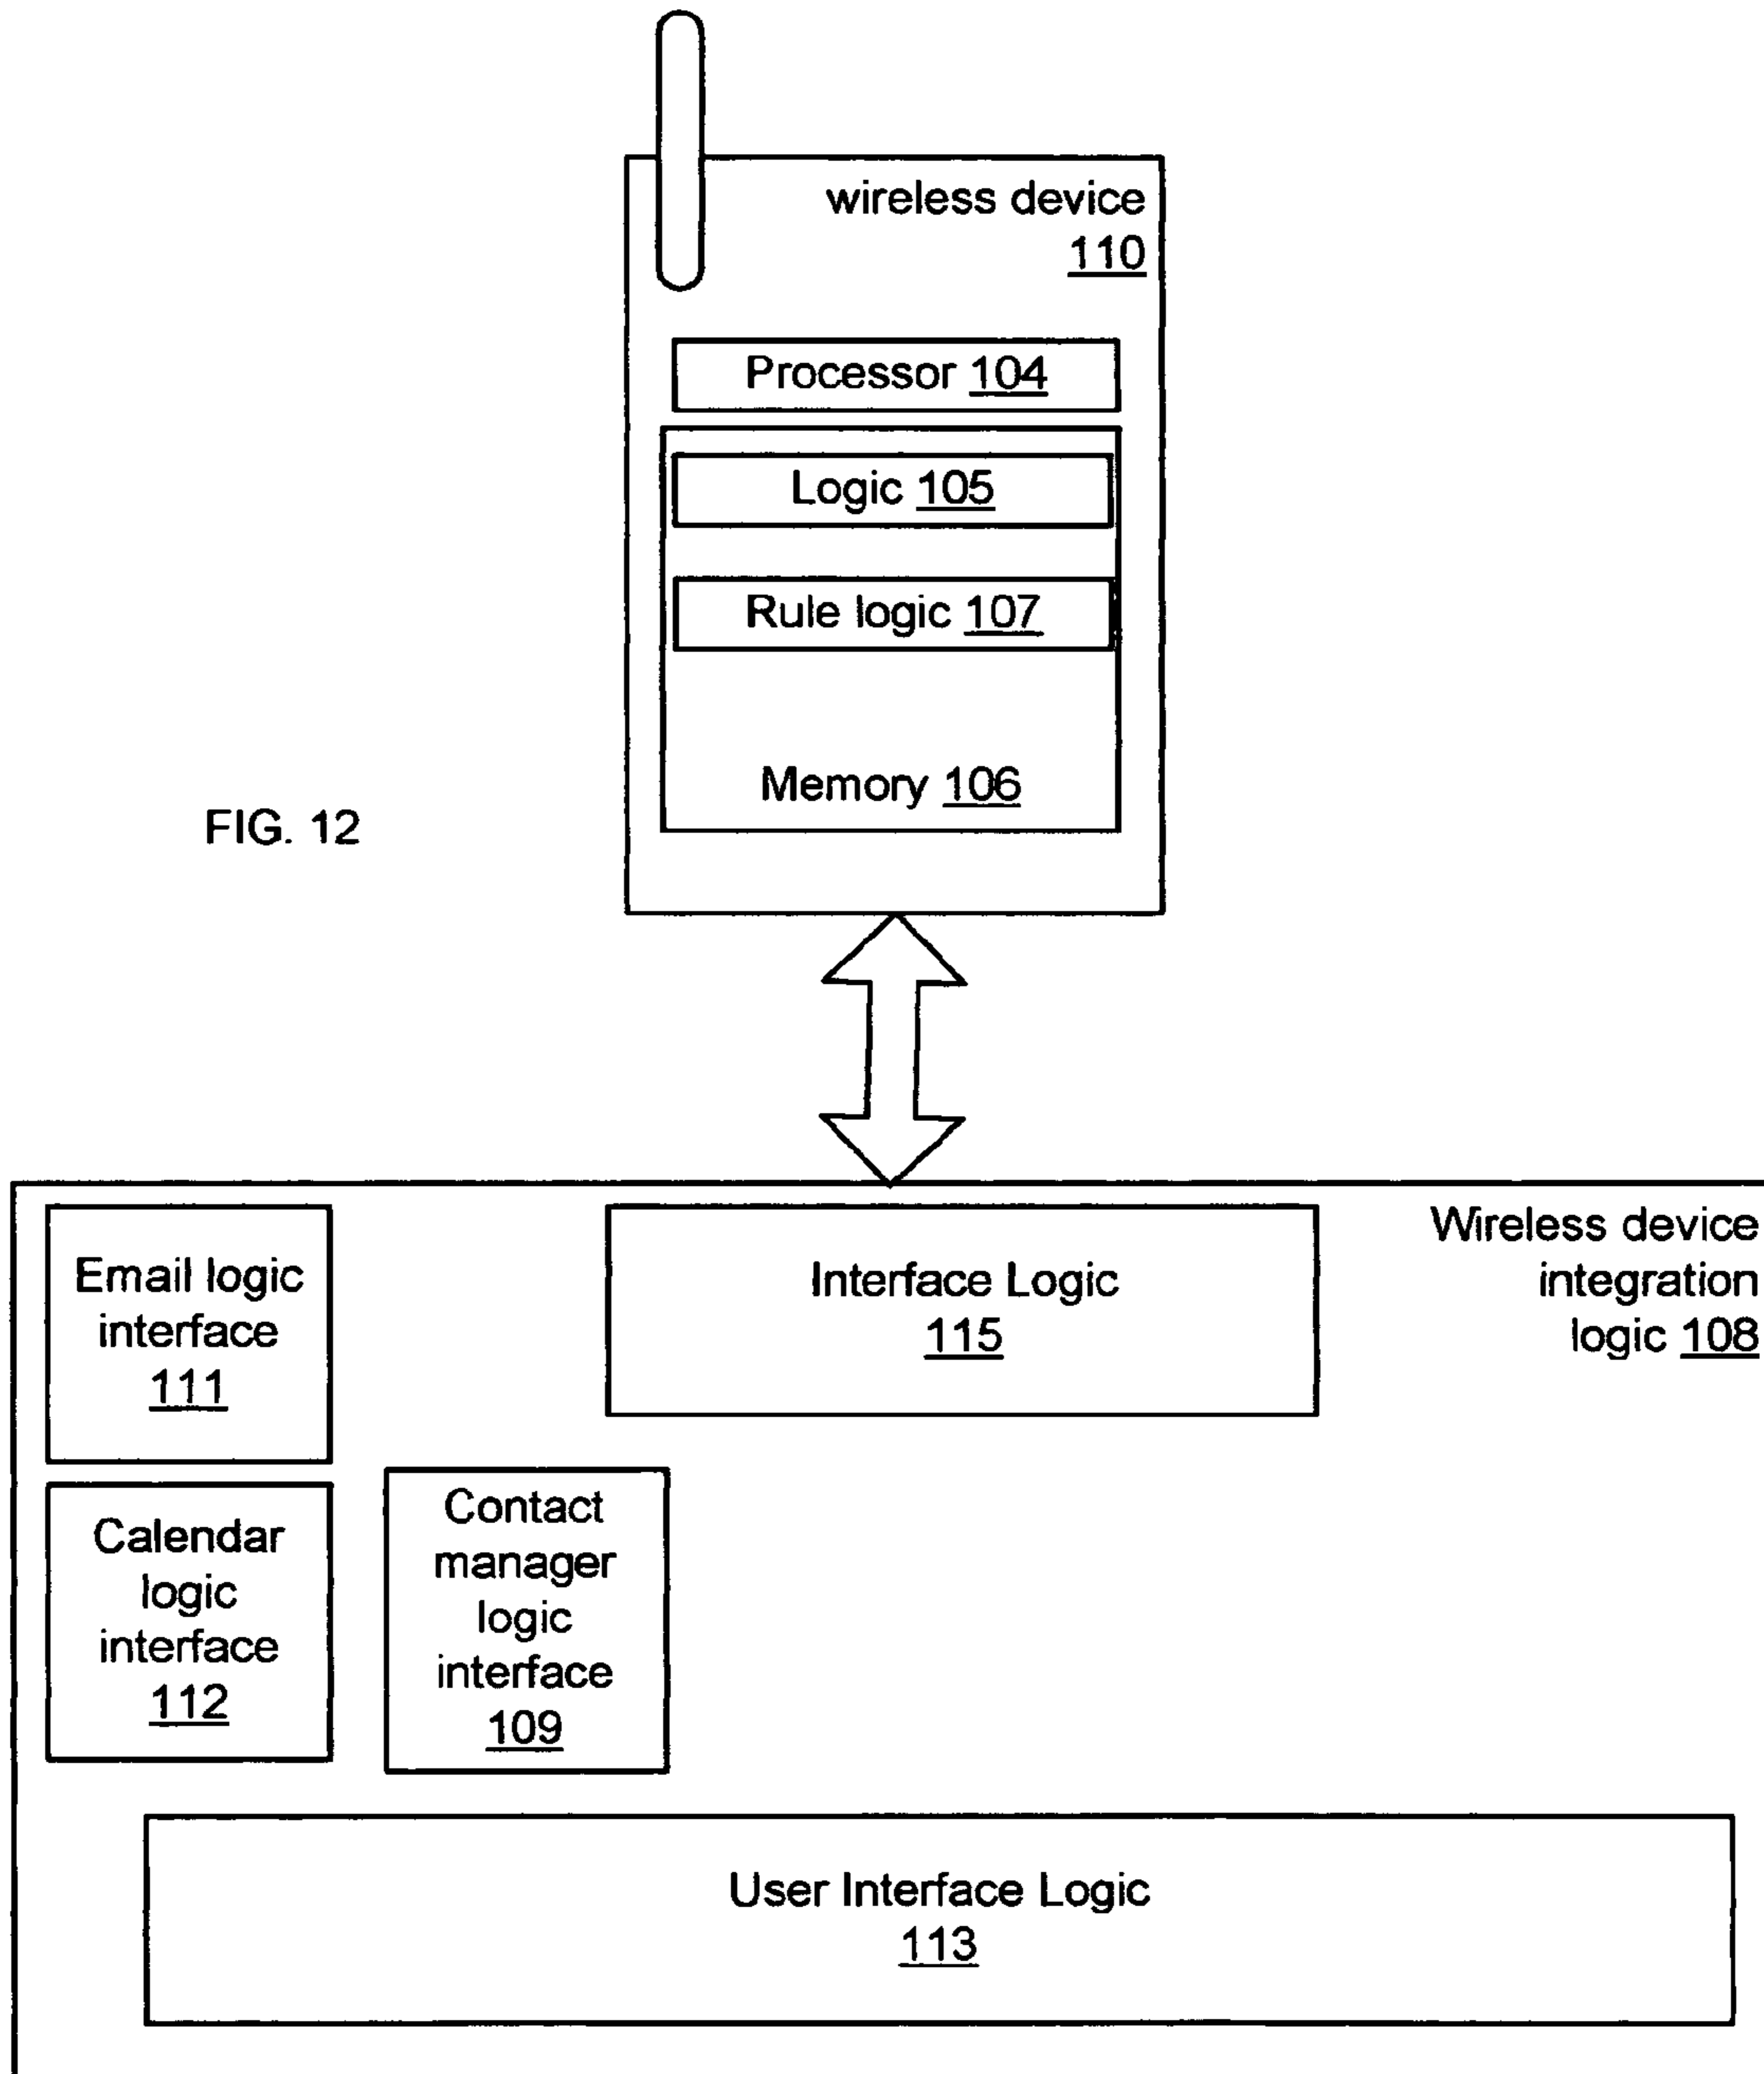 wireless device
110
Processor 104
Logic 105
Rule logic 107
Memory 106
FIG. 12
Email logic
interface
111
Interface Logic
115
Wireless device
integration
logic 108
Calendar
logic
interface
112
Contact
manager
logic
interface
109
User Interface Logic
113